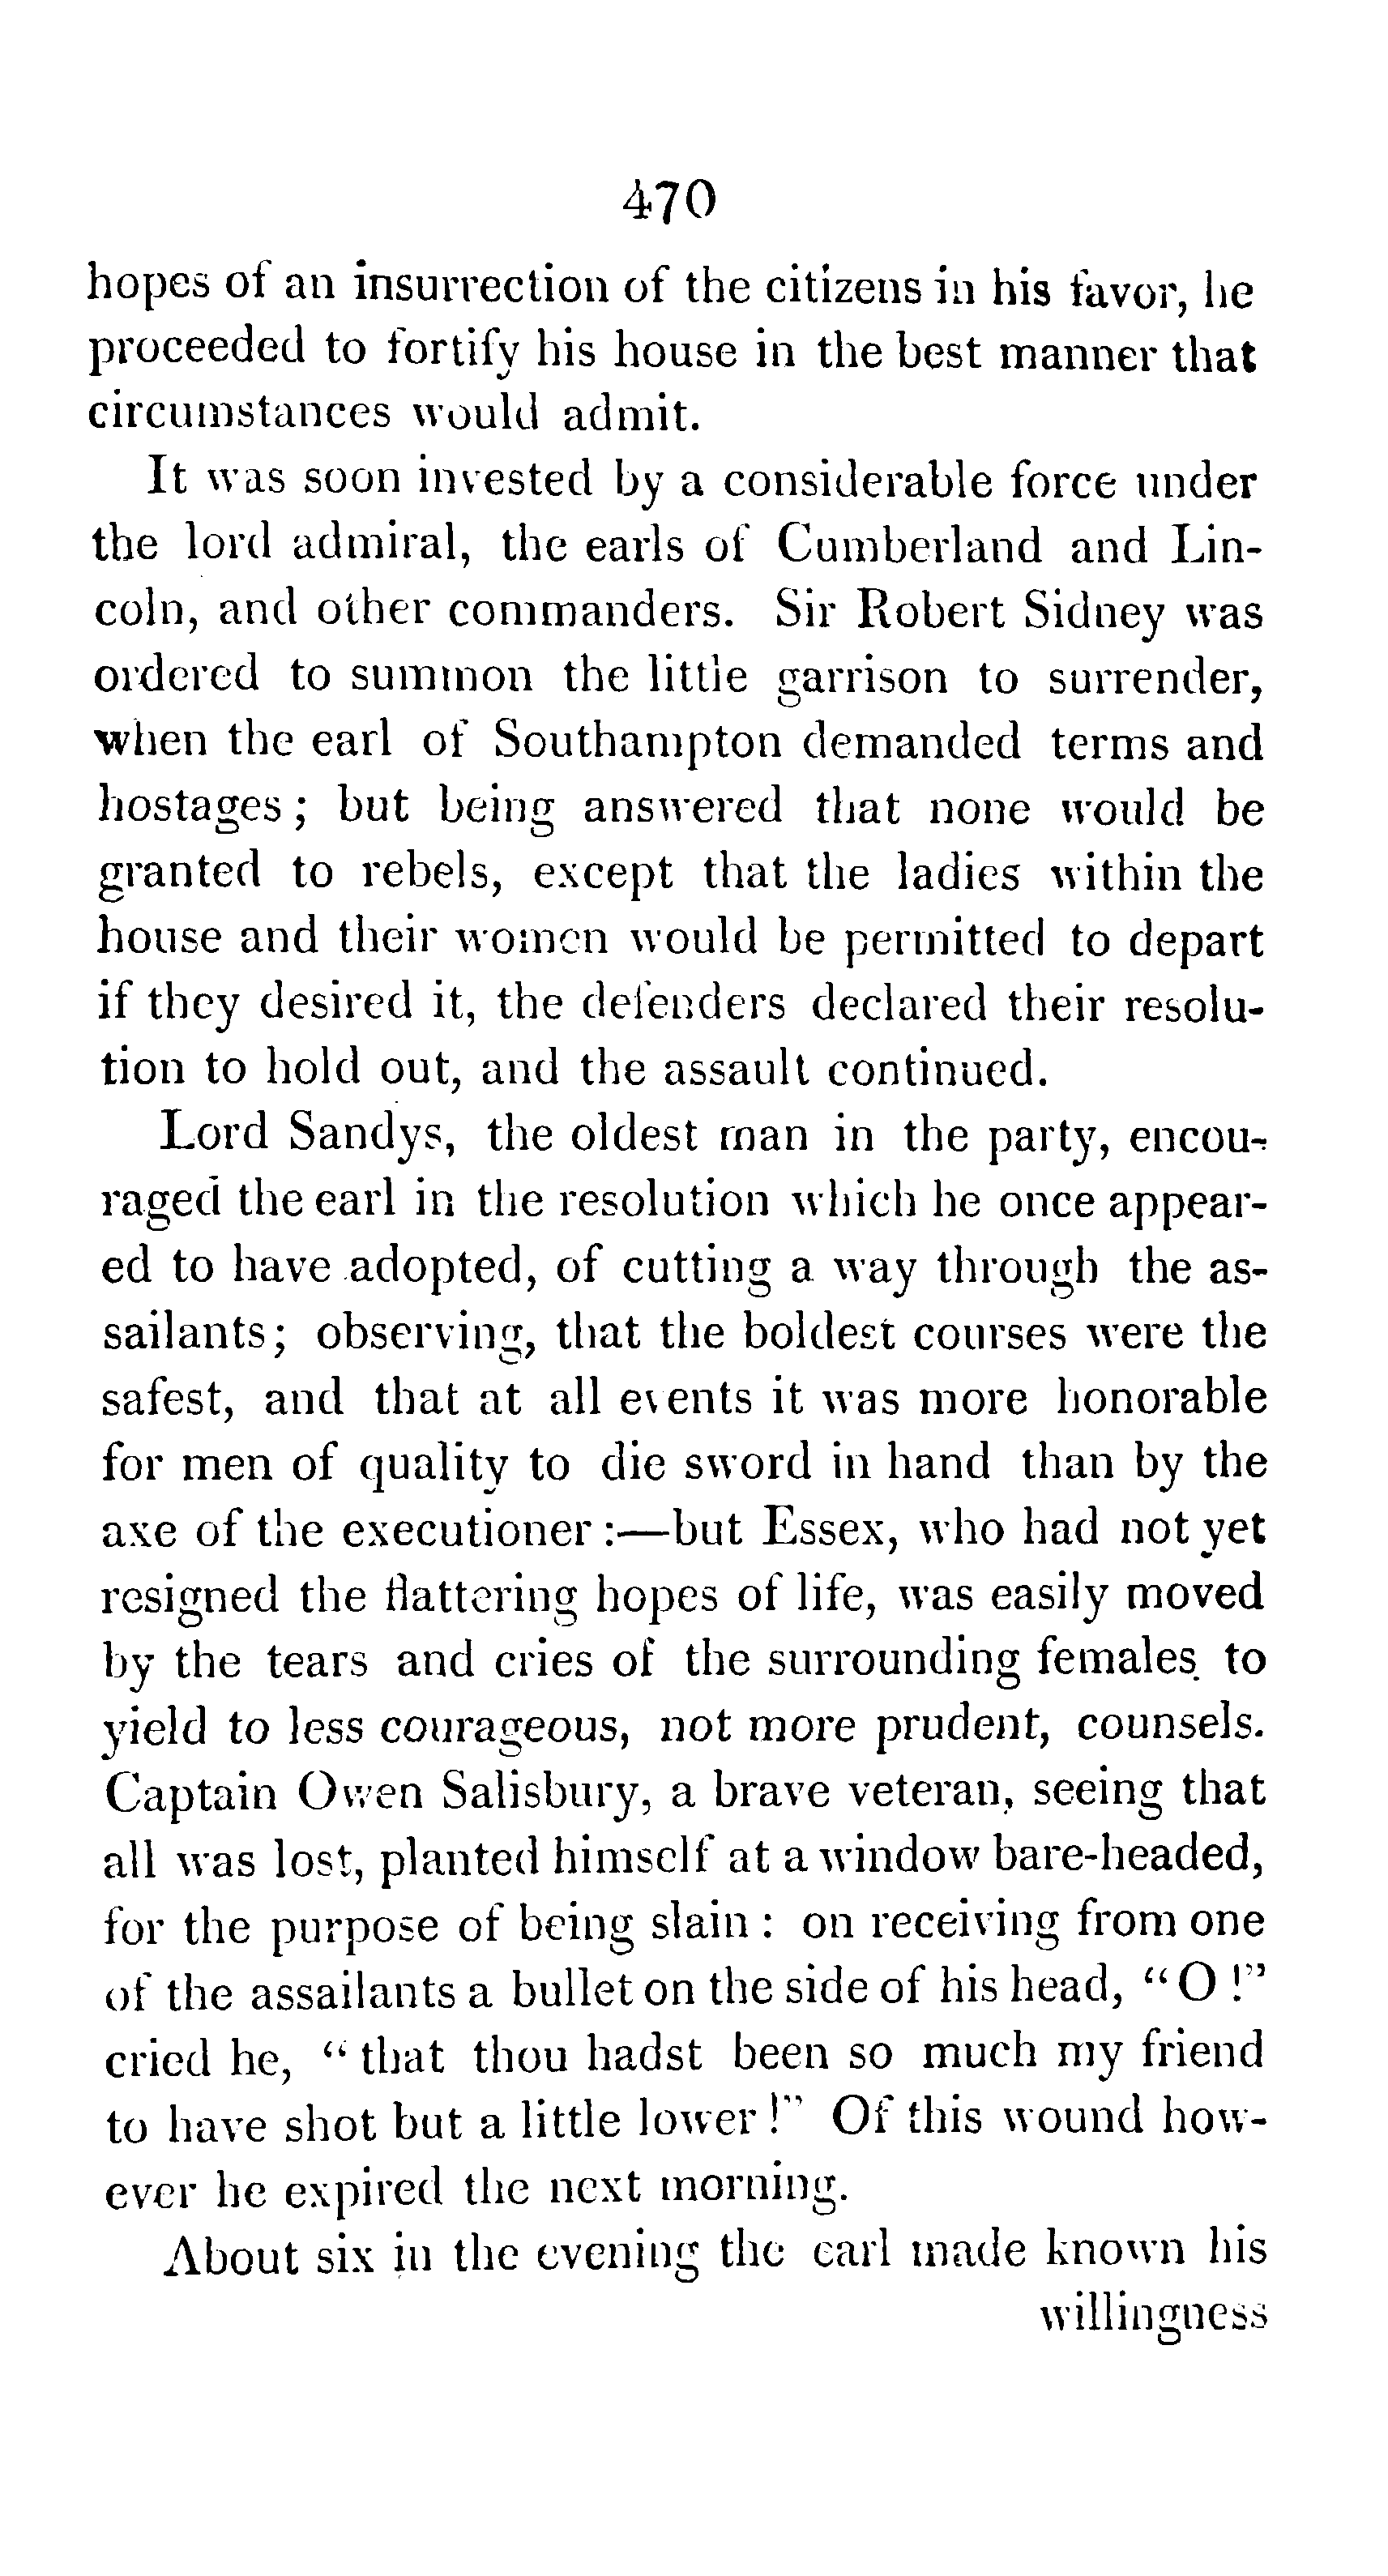 470
hopes of an insurrection of the citizens in his favor, he
proceeded to fortify his house in the best manner that
circumstances would admit.
It was soon invested by a considerable force under
the lord admiral, the earls of Cumberland and Lin-
coln, and other commanders. Sir Robert Sidney was
ordered to summon the little garrison to surrender,
when the earl of Southampton demanded terms and
hostages; but being answered that none would be
granted to rebels, except that the ladies within the
house and their women would be permitted to depart
if they desired it, the defenders declared their resolu-
tion to hold out, and the assault continued.
Lord Sandys, the oldest man in the party, encou-
raged the earl in the resolution which he once appear-
ed to have adopted, of cutting a way through the as-
sailants; observing, that the boldest courses were the
safest, and that at all events it was more honorable
for men of quality to die sword in hand than by the
axe of the executioner:—but Essex, who had not yet
resigned the flattering hopes of life, was easily moved
by the tears and cries of the surrounding females to
yield to less courageous, not more prudent, counsels.
Captain Owen Salisbury, a brave veteran, seeing that
all was lost, planted himself at a window bare-headed,
for the purpose of being slain: on receiving from one
of the assailants a bullet on the side of his head, "O!"
cried he, "that thou hadst been so much my friend
to have shot but a little lower!" Of this wound how-
ever he expired the next morning.
About six in the evening the earl made known his
willingness